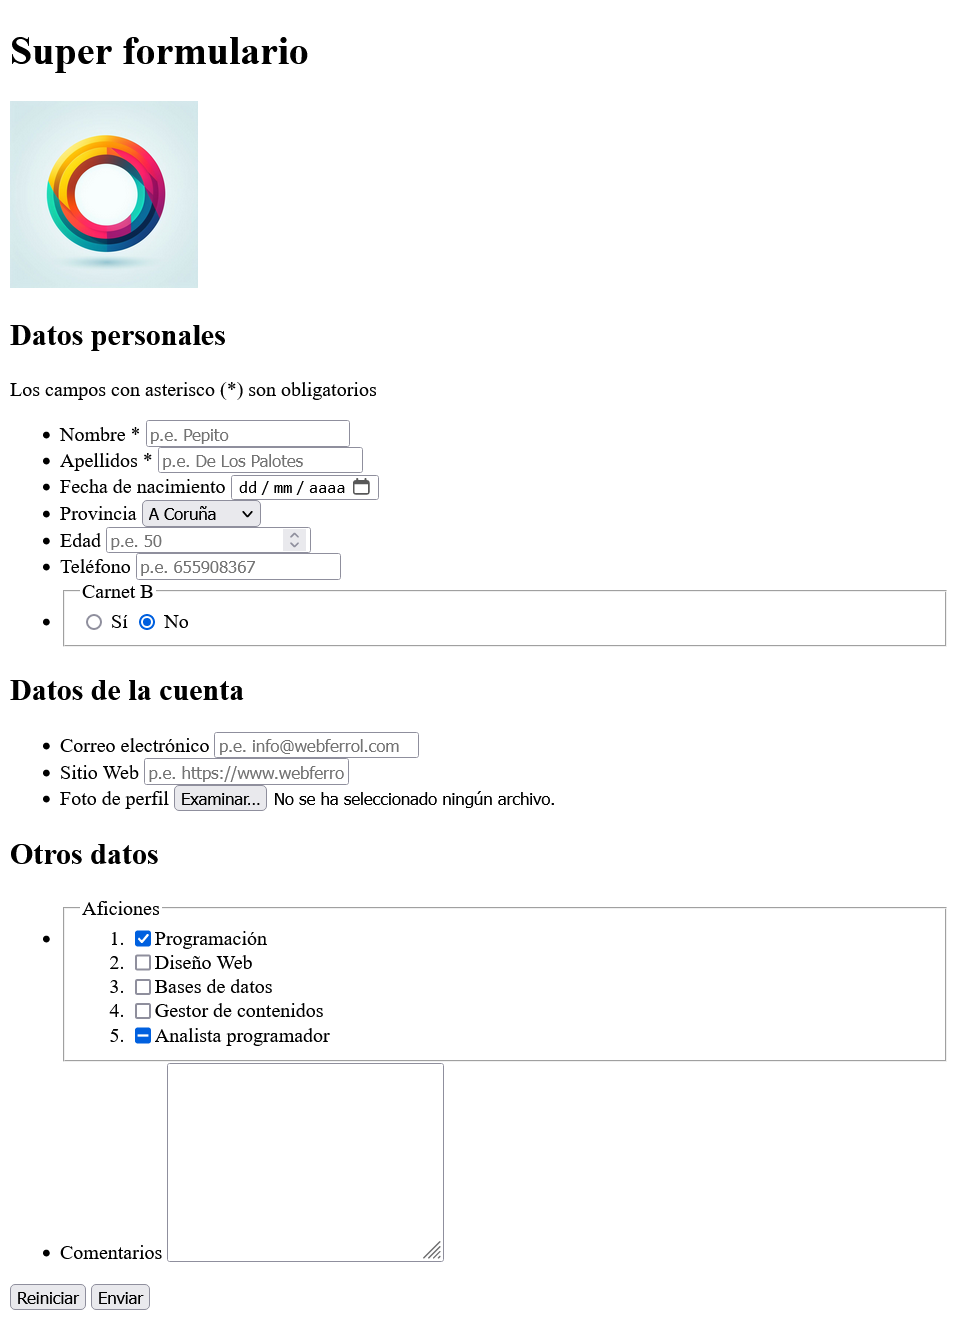 Super formulario
Datos personales
Los campos con asterisco (*) son obligatorios
Nombre * p.e. Pepito
Apellidos * p.e. De Los Palotes
Fecha de nacimiento dd / mm / aaaa
Provincia A Coruña
Edad p.e. 50
Teléfono p.e. 655908367
Carnet B
Sí No
Datos de la cuenta
Correo electrónico p.e. info@webferrol.com
Sitio Web p.e. https://www.webferro
Foto de perfil Examinar... No se ha seleccionado ningún archivo.
Otros datos
Aficiones
1. Programación
2. Diseño Web
3. Bases de datos
4. Gestor de contenidos
5. Analista programador
Comentarios
Reiniciar Enviar